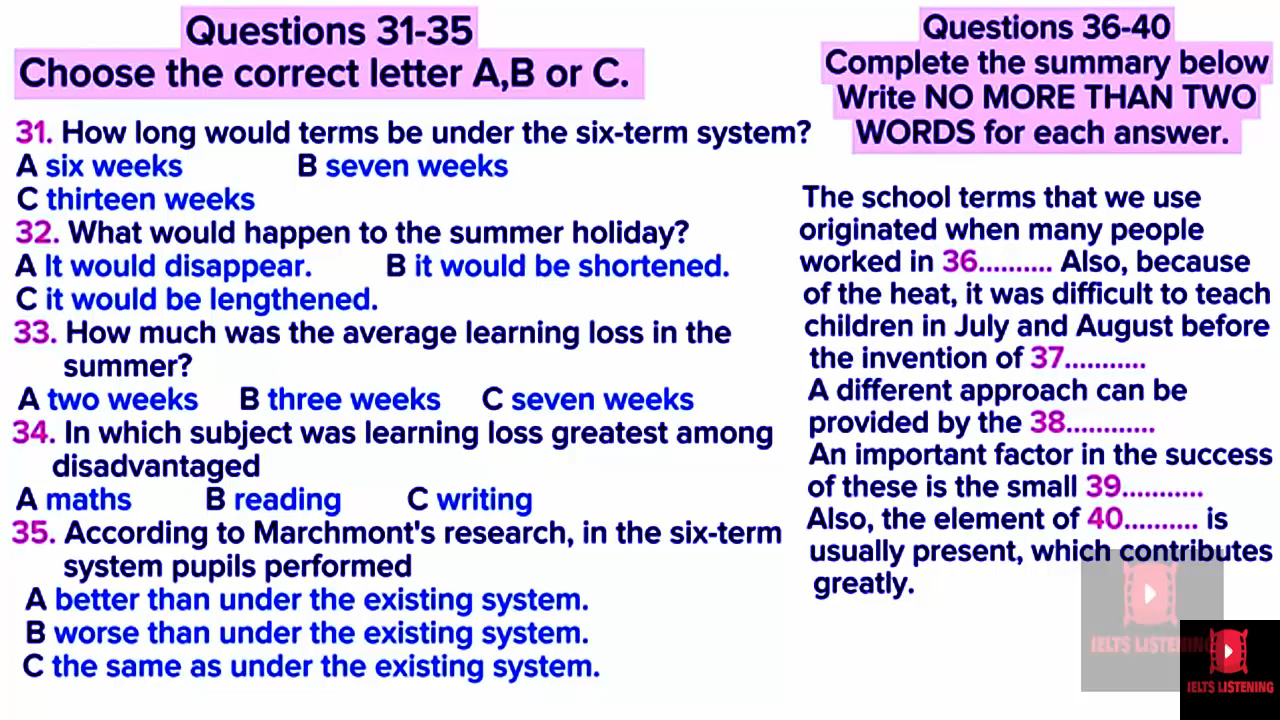 Questions 31-35
Choose the correct letter A,B or C.
31. How long would terms be under the six-term system?
A six weeks B seven weeks
C thirteen weeks
32. What would happen to the summer holiday?
A It would disappear. B it would be shortened.
C it would be lengthened.
33. How much was the average learning loss in the
summer?
A two weeks B three weeks C seven weeks
34. In which subject was learning loss greatest among
disadvantaged
A maths B reading C writing
35. According to Marchmont's research, in the six-term
system pupils performed
A better than under the existing system.
B worse than under the existing system.
C the same as under the existing system.
Questions 36-40
Complete the summary below
Write NO MORE THAN TWO
WORDS for each answer.
The school terms that we use
originated when many people
worked in 36.......... Also, because
of the heat, it was difficult to teach
children in July and August before
the invention of 37...........
A different approach can be
provided by the 38............
An important factor in the success
of these is the small 39............
Also, the element of 40.......... is
usually present, which contributes
greatly.
IELTS LISTENING
IELTS LISTENING